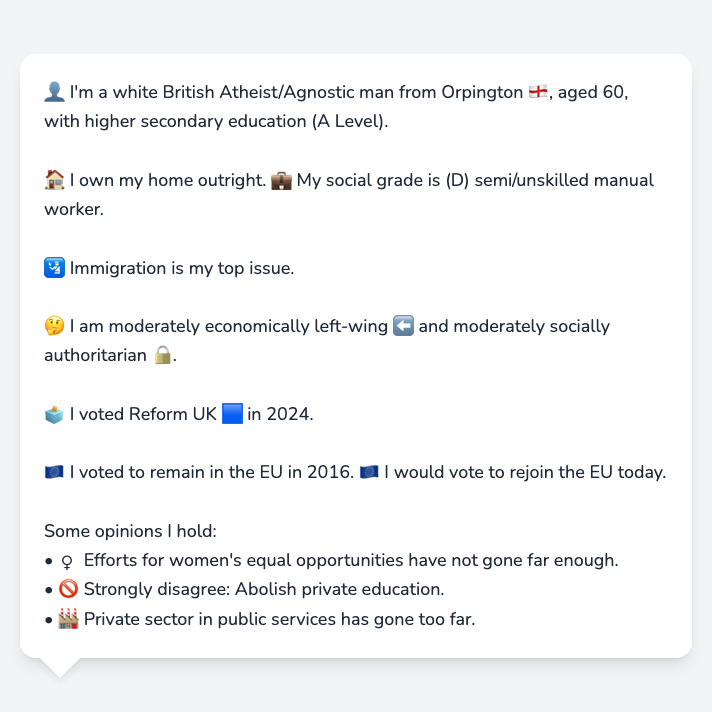 👤 I'm a white British Atheist/Agnostic man from Orpington 🏴󠁧󠁢󠁥󠁮󠁧󠁿, aged 60,
with higher secondary education (A Level).
🏠 I own my home outright. 💼 My social grade is (D) semi/unskilled manual
worker.
🛂 Immigration is my top issue.
🤔 I am moderately economically left-wing ⬅️ and moderately socially
authoritarian 🔒.
🗳️ I voted Reform UK 🟦 in 2024.
🇪🇺 I voted to remain in the EU in 2016. 🇪🇺 I would vote to rejoin the EU today.
Some opinions I hold:
• ♀ Efforts for women's equal opportunities have not gone far enough.
• 🚫 Strongly disagree: Abolish private education.
• 🏭 Private sector in public services has gone too far.